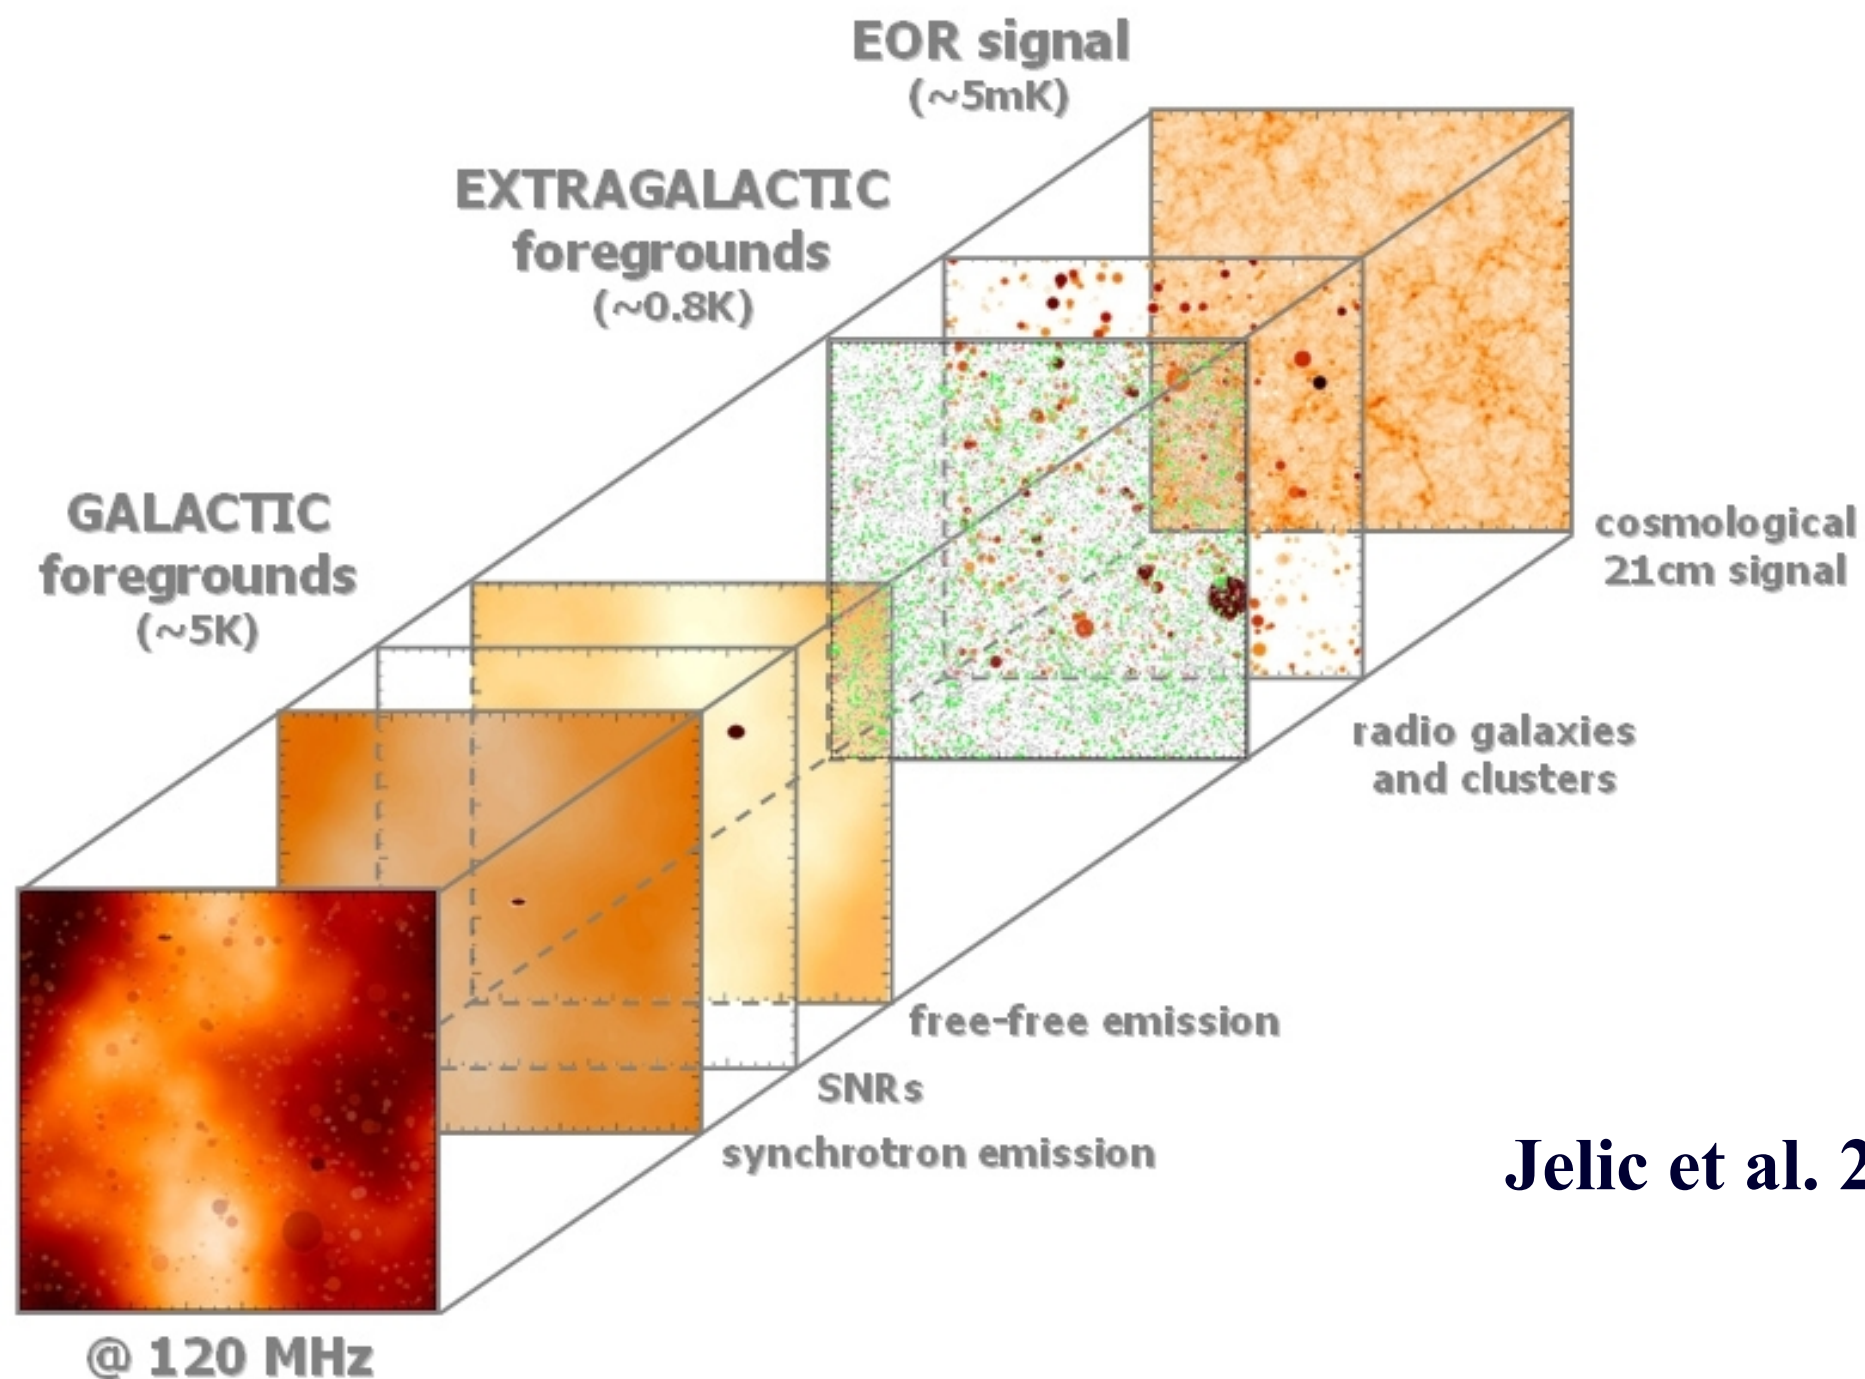 EOR signal
(~5mK)
EXTRAGALACTIC
foregrounds
(~0.8K)
GALACTIC
foregrounds
(~5K)
cosmological
21cm signal
radio galaxies
and clusters
free-free emission
SNRs
synchrotron emission
Jelic et al. 2
@ 120 MHz